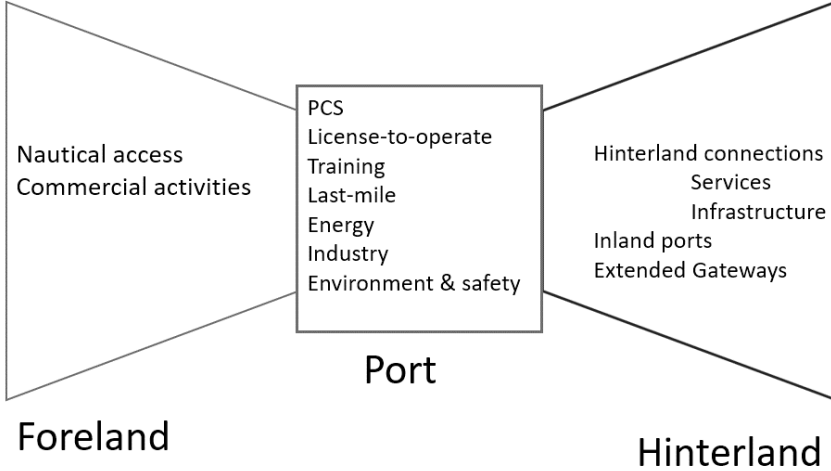 Nautical access
Commercial activities
PCS
License-to-operate
Training
Last-mile
Energy
Industry
Environment & safety
Hinterland connections
Services
Infrastructure
Inland ports
Extended Gateways
Foreland
Port
Hinterland